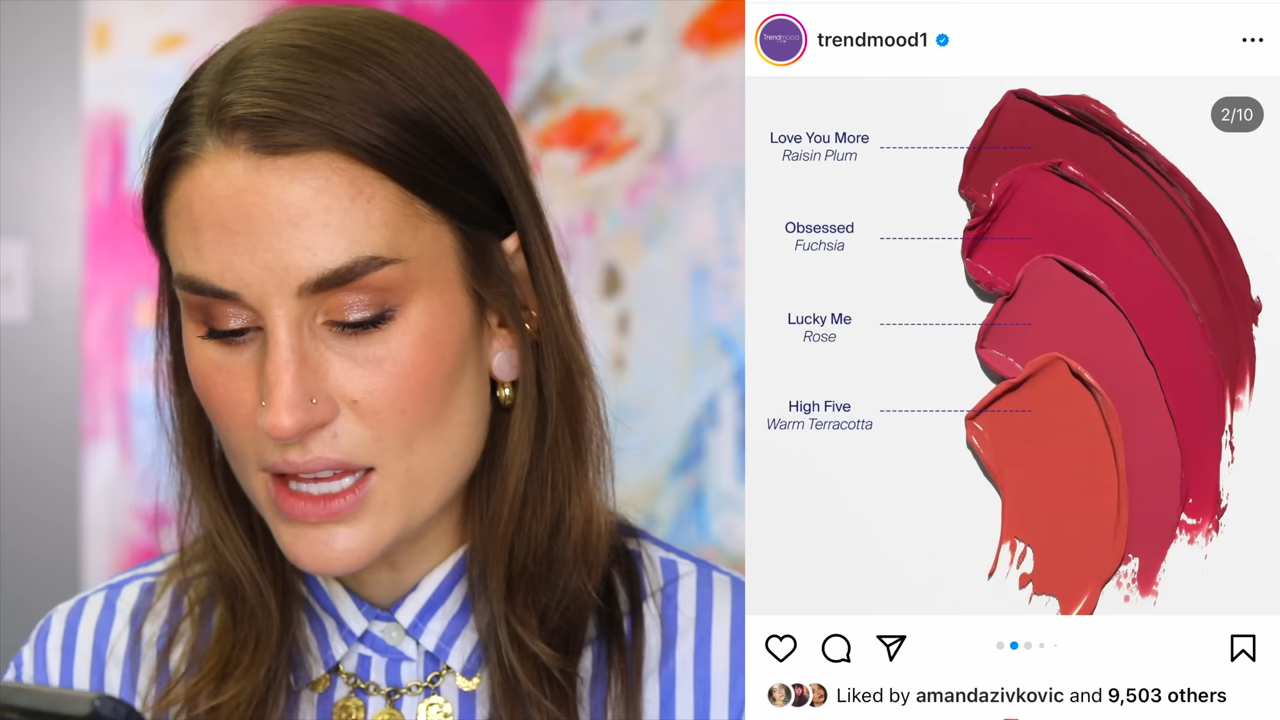 Trendmood
trendmood1
2/10
Love You More
Raisin Plum
Obsessed
Fuchsia
Lucky Me
Rose
High Five
Warm Terracotta
Liked by amandazivkovic and 9,503 others